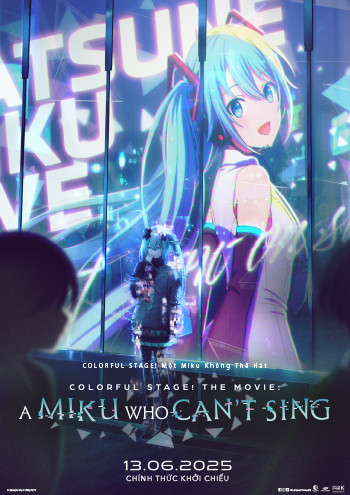 ATSUNE
IKU
VE
COLORFUL STAGE! Một Miku Không Thể Hát
COLORFUL STAGE! THE MOVIE:
A MIKU WHO CAN'T SING
13.06.2025
CHÍNH THỨC KHỞI CHIẾU